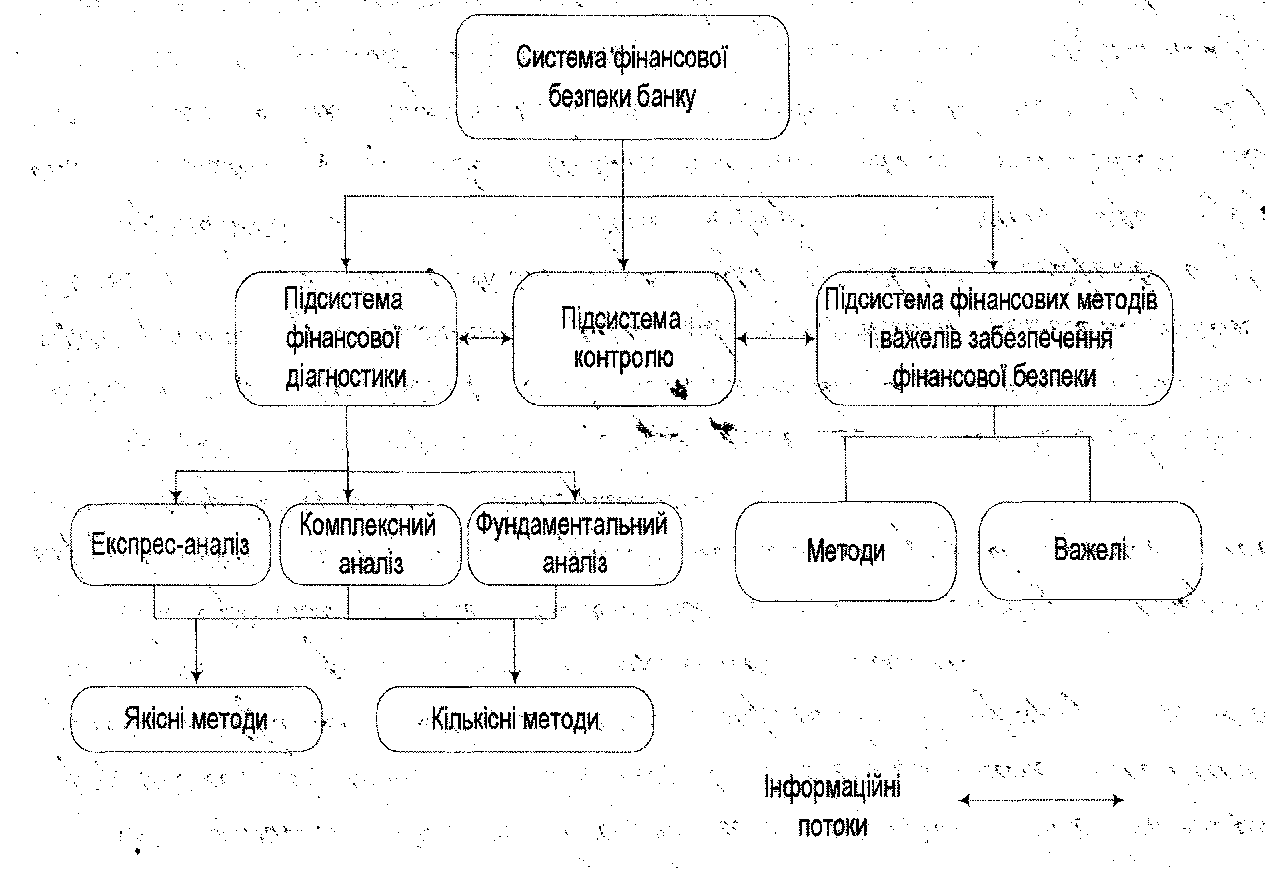 Система фінансової
безпеки банку
Підсистема
фінансової
діагностики
Підсистема
контролю
Підсистема фінансових методів
і важелів забезпечення
фінансової безпеки
Експрес-аналіз
Комплексний
аналіз
Фундаментальний
аналіз
Методи
Важелі
Якісні методи
Кількісні методи
Інформаційні
потоки